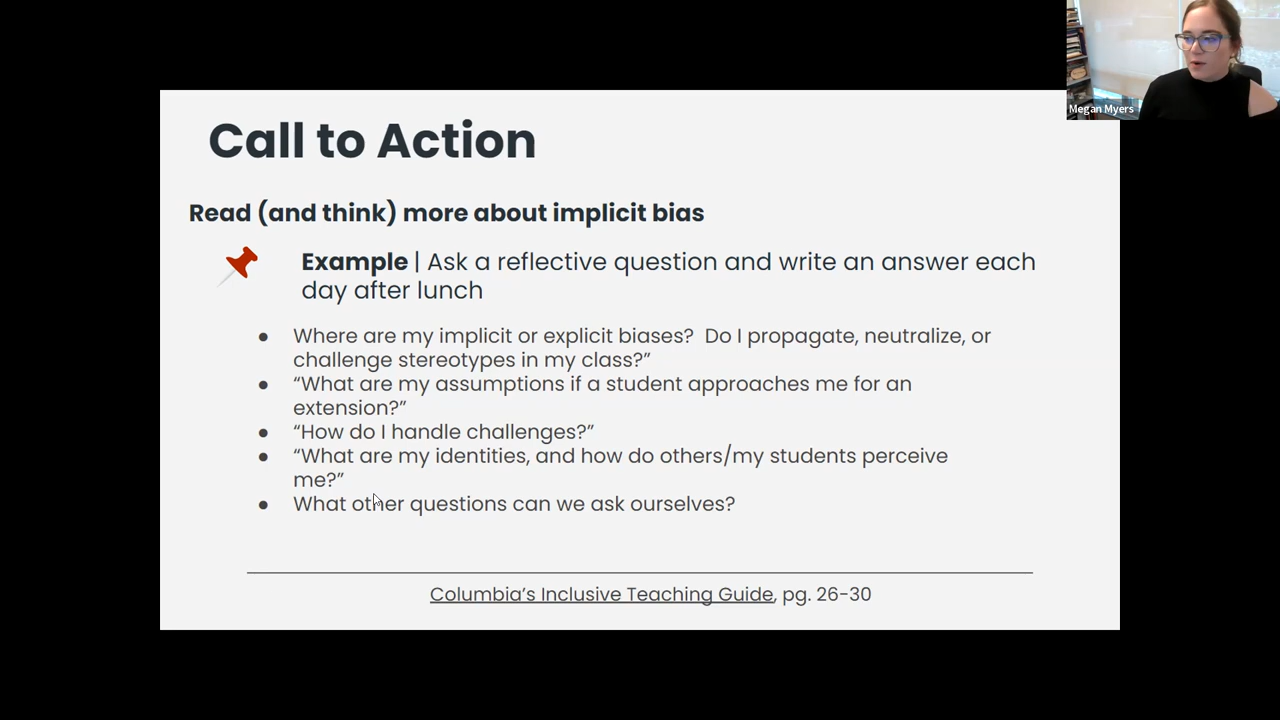 Megan Myers
Call to Action
Read (and think) more about implicit bias
Example | Ask a reflective question and write an answer each
day after lunch
● Where are my implicit or explicit biases?  Do I propagate, neutralize, or
challenge stereotypes in my class?”
● “What are my assumptions if a student approaches me for an
extension?”
● “How do I handle challenges?”
● “What are my identities, and how do others/my students perceive
me?”
● What other questions can we ask ourselves?
Columbia’s Inclusive Teaching Guide, pg. 26-30